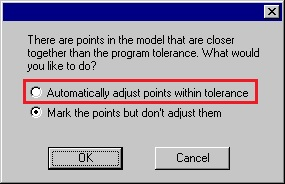 There are points in the model that are closer
together than the program tolerance. What would
you like to do?
Automatically adjust points within tolerance
Mark the points but don't adjust them
OK
Cancel